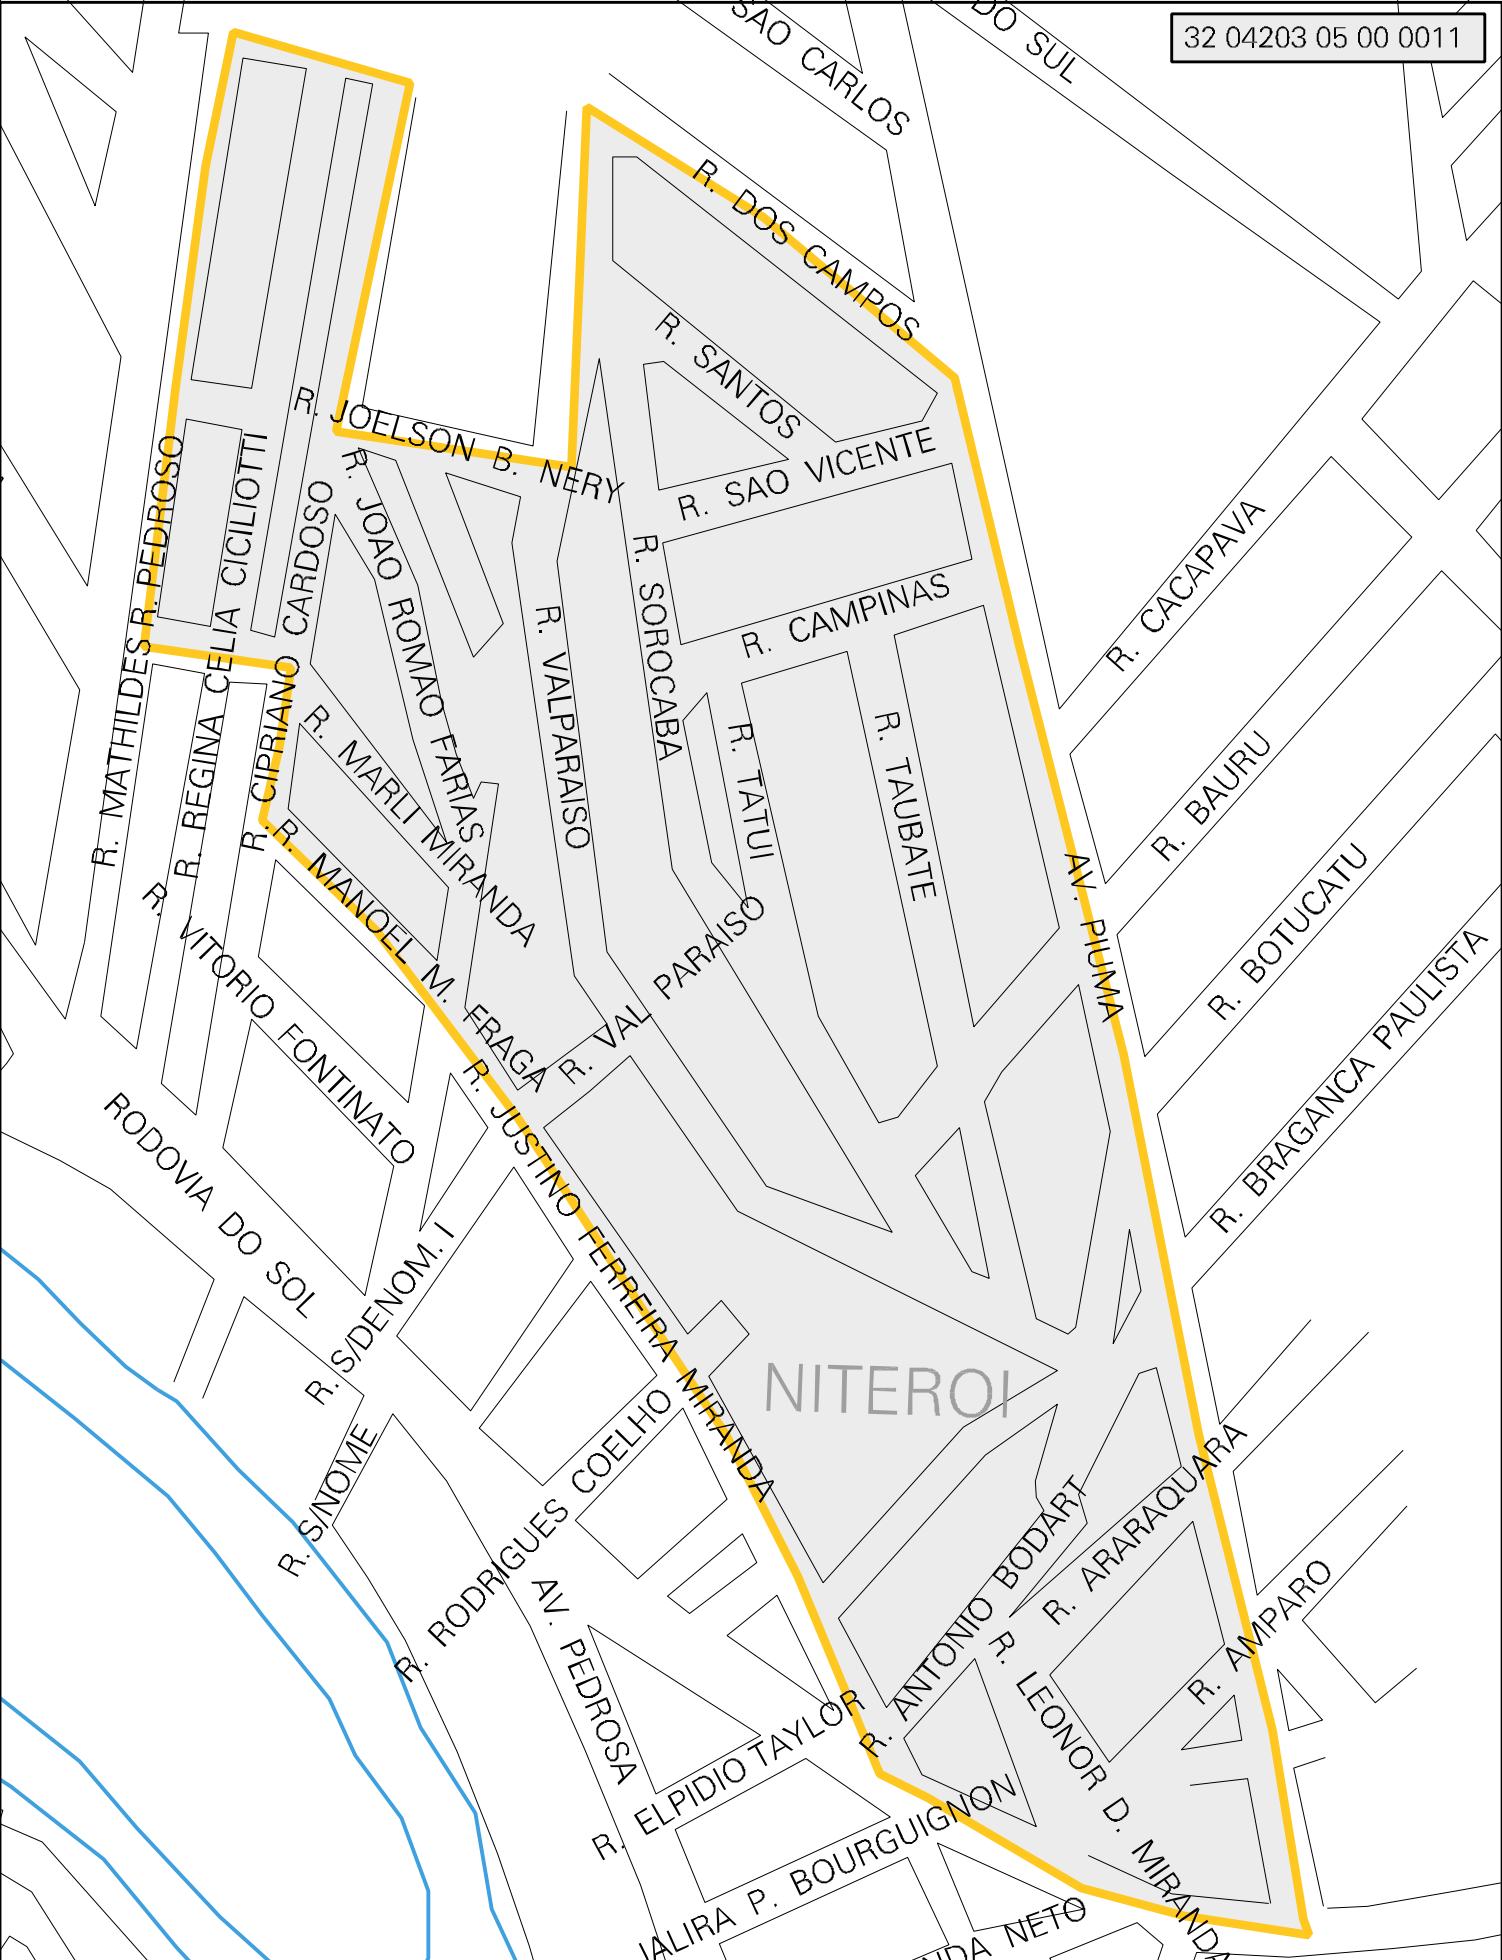 SAO CARLOS
DO SUL
32 04203 05 00 0011
R. DOS CAMPOS
R. SANTOS
R. JOELSON B. NERY
R. SAO VICENTE
R. MATHILDES R. PEDROSO
R. REGINA CELIA CICILIOTTI
R. CIPRIANO CARDOSO
R. JOAO ROMAO FARIAS
R. VALPARAISO
R. SOROCABA
R. CAMPINAS
R. CACAPAVA
R. MARLI MIRANDA
R. TATUI
R. TAUBATE
R. BAURU
R. MANOEL M. FRAGA
R. VITORIO FONTINATO
R. VAL PARAISO
AV. PIUMA
R. BOTUCATU
R. BRAGANCA PAULISTA
RODOVIA DO SOL
R. JUSTINO FERREIRA MIRANDA
R. S/DENOM. I
NITEROI
R. S/NOME
R. RODRIGUES COELHO
R. ANTONIO BODART
R. ARARAQUARA
R. AMPARO
AV. PEDROSA
R. ELPIDIO TAYLOR
R. LEONOR D. MIRANDA
JALIRA P. BOURGUIGNON
NDA NETO